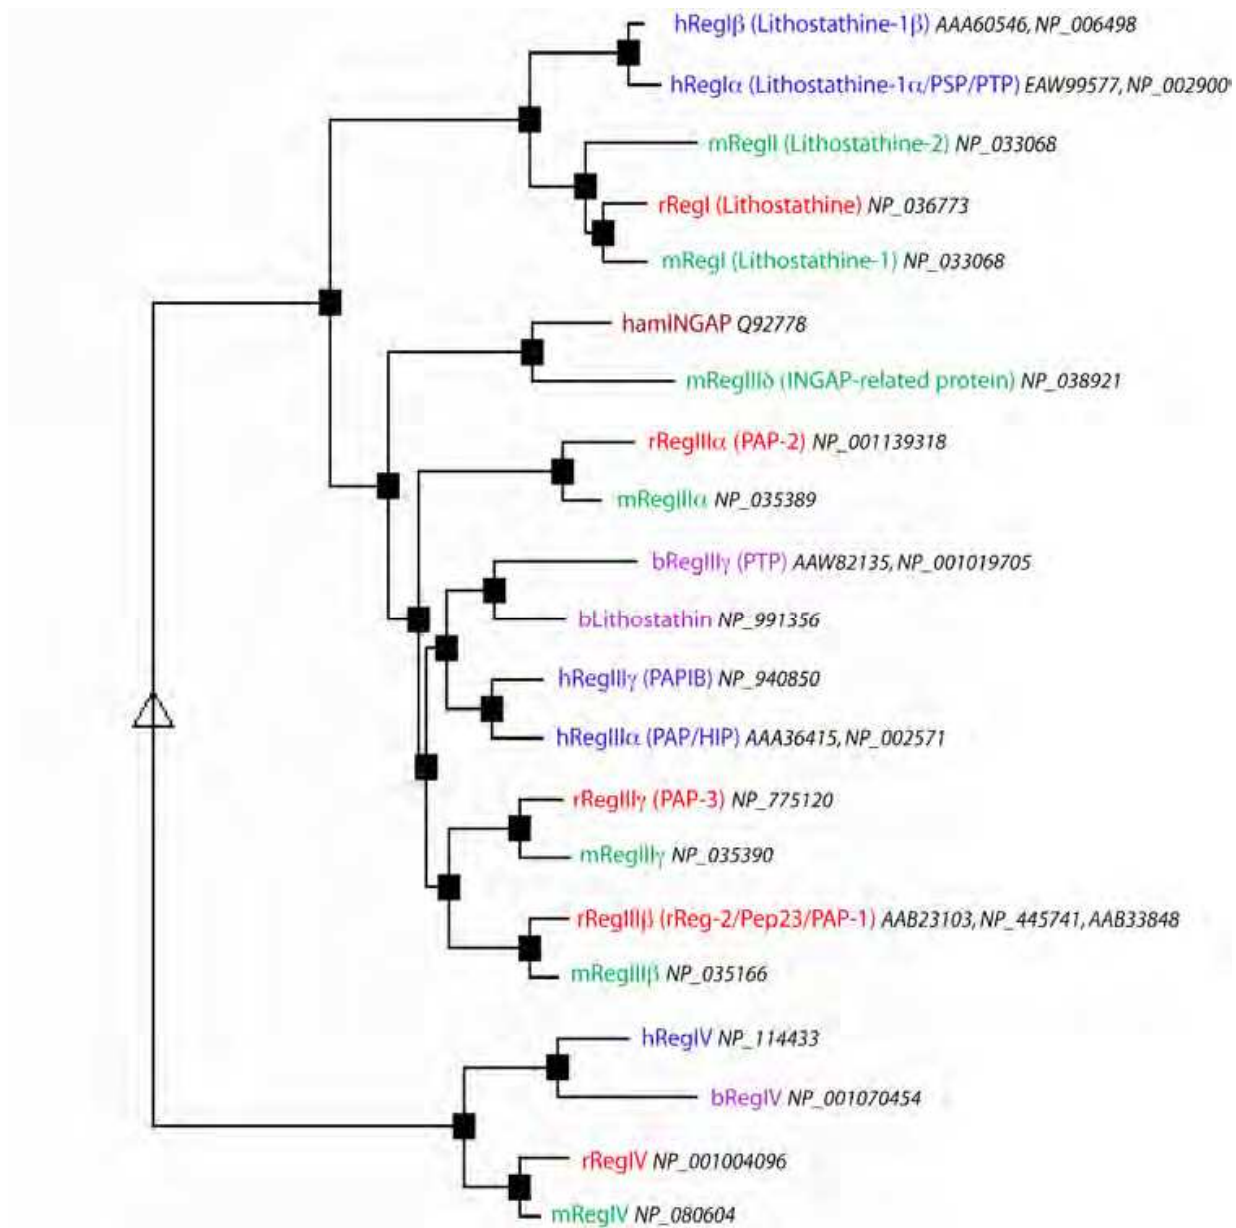 hRegIβ (Lithostathine-1β) AAA60546, NP_006498
hRegIα (Lithostathine-1α/PSP/PTP) EAW99577, NP_002900
mRegII (Lithostathine-2) NP_033068
rRegI (Lithostathine) NP_036773
mRegI (Lithostathine-1) NP_033068
hamINGAP Q92778
mRegIIIδ (INGAP-related protein) NP_038921
rRegIIIα (PAP-2) NP_001139318
mRegIIIα NP_035389
bRegIIIγ (PTP) AAW82135, NP_001019705
bLithostathin NP_991356
hRegIIIγ (PAPIB) NP_940850
hRegIIIα (PAP/HIP) AAA36415, NP_002571
rRegIIIγ (PAP-3) NP_775120
mRegIIIγ NP_035390
rRegIIIβ (rReg-2/Pep23/PAP-1) AAB23103, NP_445741, AAB33848
mRegIIIβ NP_035166
hRegIV NP_114433
bRegIV NP_001070454
rRegIV NP_001004096
mRegIV NP_080604